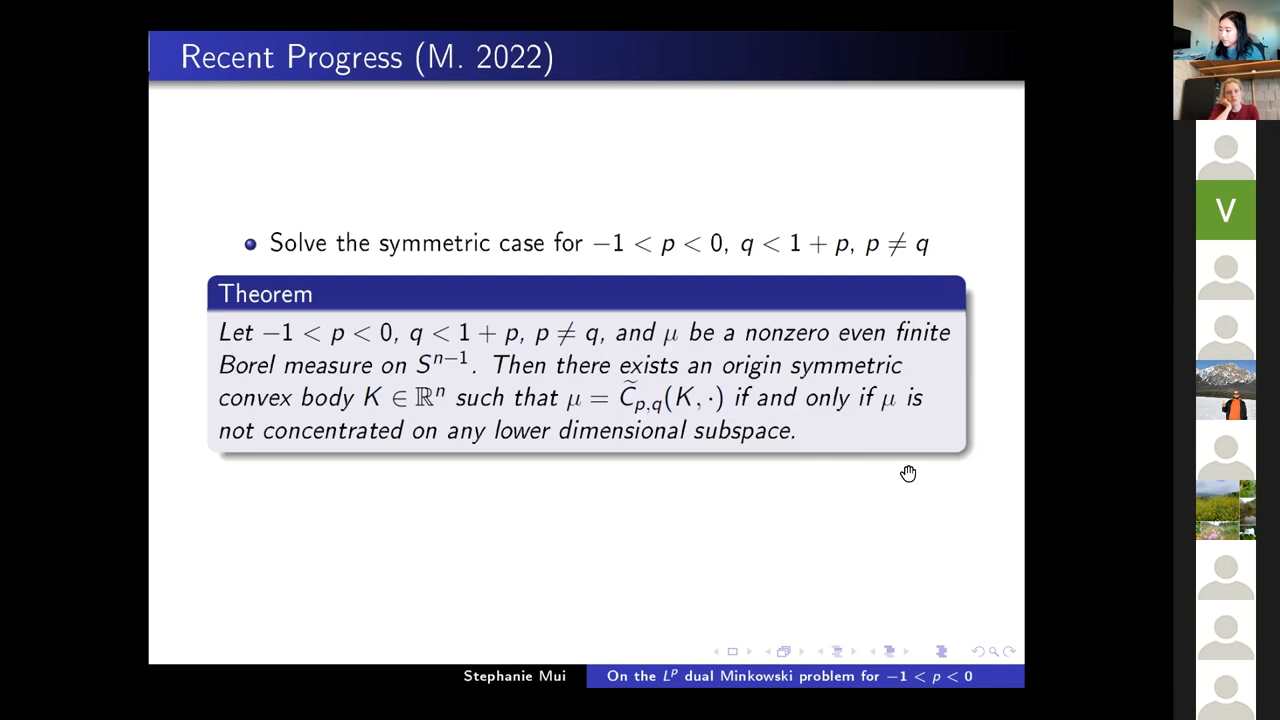 Recent Progress (M. 2022)
Solve the symmetric case for −1 < p < 0, q < 1 + p, p ≠ q
Theorem
Let −1 < p < 0, q < 1 + p, p ≠ q, and μ be a nonzero even finite
Borel measure on Sⁿ⁻¹. Then there exists an origin symmetric
convex body K ∈ ℝⁿ such that μ = C̃p,q(K, ·) if and only if μ is
not concentrated on any lower dimensional subspace.
Stephanie Mui
On the Lᵖ dual Minkowski problem for −1 < p < 0
V